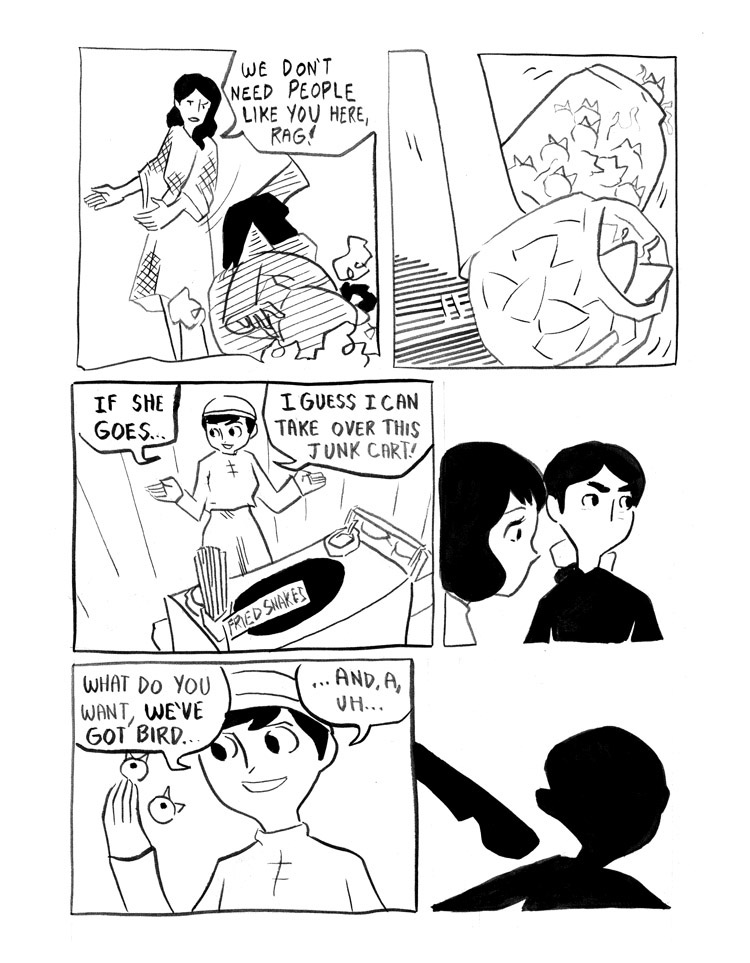 WE DON'T
NEED PEOPLE
LIKE YOU HERE,
RAG!
IF SHE
GOES...
I GUESS I CAN
TAKE OVER THIS
JUNK CART!
FRIED SNAKES
WHAT DO YOU
WANT, WE'VE
GOT BIRD...
...AND, A,
UH...